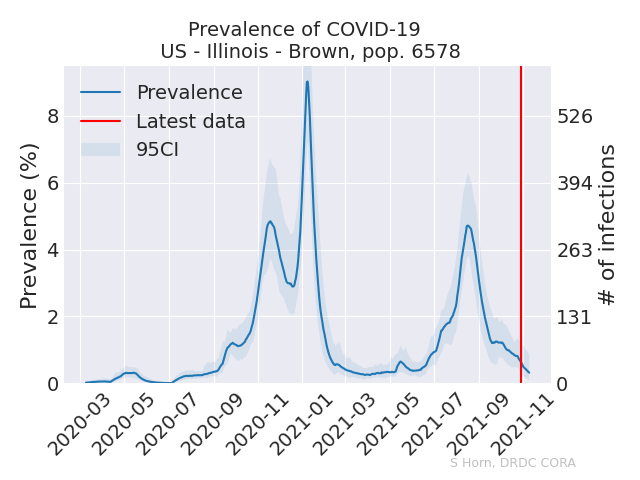 Prevalence of COVID-19
US - Illinois - Brown, pop. 6578
Prevalence
Latest data
95CI
Prevalence (%)
8
6
4
2
0
526
394
263
131
0
# of infections
2020-03
2020-05
2020-07
2020-09
2020-11
2021-01
2021-03
2021-05
2021-07
2021-09
2021-11
S Horn, DRDC CORA